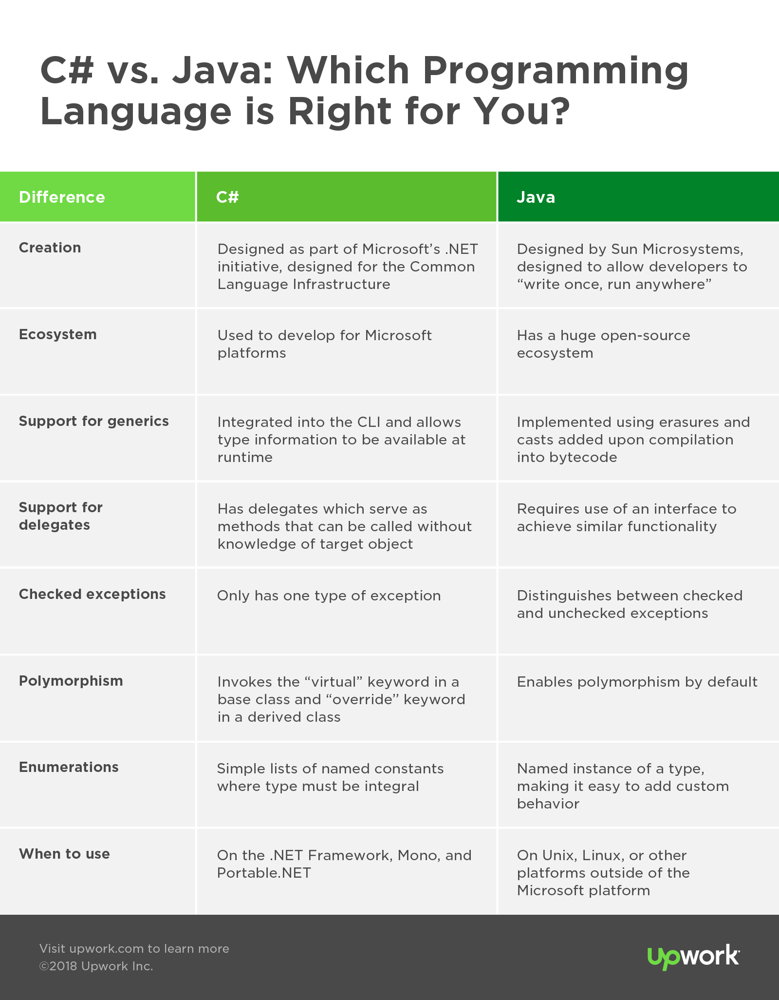 C# vs. Java: Which Programming
Language is Right for You?
Difference
C#
Java
Creation
Designed as part of Microsoft’s .NET
initiative, designed for the Common
Language Infrastructure
Designed by Sun Microsystems,
designed to allow developers to
“write once, run anywhere”
Ecosystem
Used to develop for Microsoft
platforms
Has a huge open-source
ecosystem
Support for generics
Integrated into the CLI and allows
type information to be available at
runtime
Implemented using erasures and
casts added upon compilation
into bytecode
Support for
delegates
Has delegates which serve as
methods that can be called without
knowledge of target object
Requires use of an interface to
achieve similar functionality
Checked exceptions
Only has one type of exception
Distinguishes between checked
and unchecked exceptions
Polymorphism
Invokes the “virtual” keyword in a
base class and “override” keyword
in a derived class
Enables polymorphism by default
Enumerations
Simple lists of named constants
where type must be integral
Named instance of a type,
making it easy to add custom
behavior
When to use
On the .NET Framework, Mono, and
Portable.NET
On Unix, Linux, or other
platforms outside of the
Microsoft platform
Visit upwork.com to learn more
©2018 Upwork Inc.
upwork